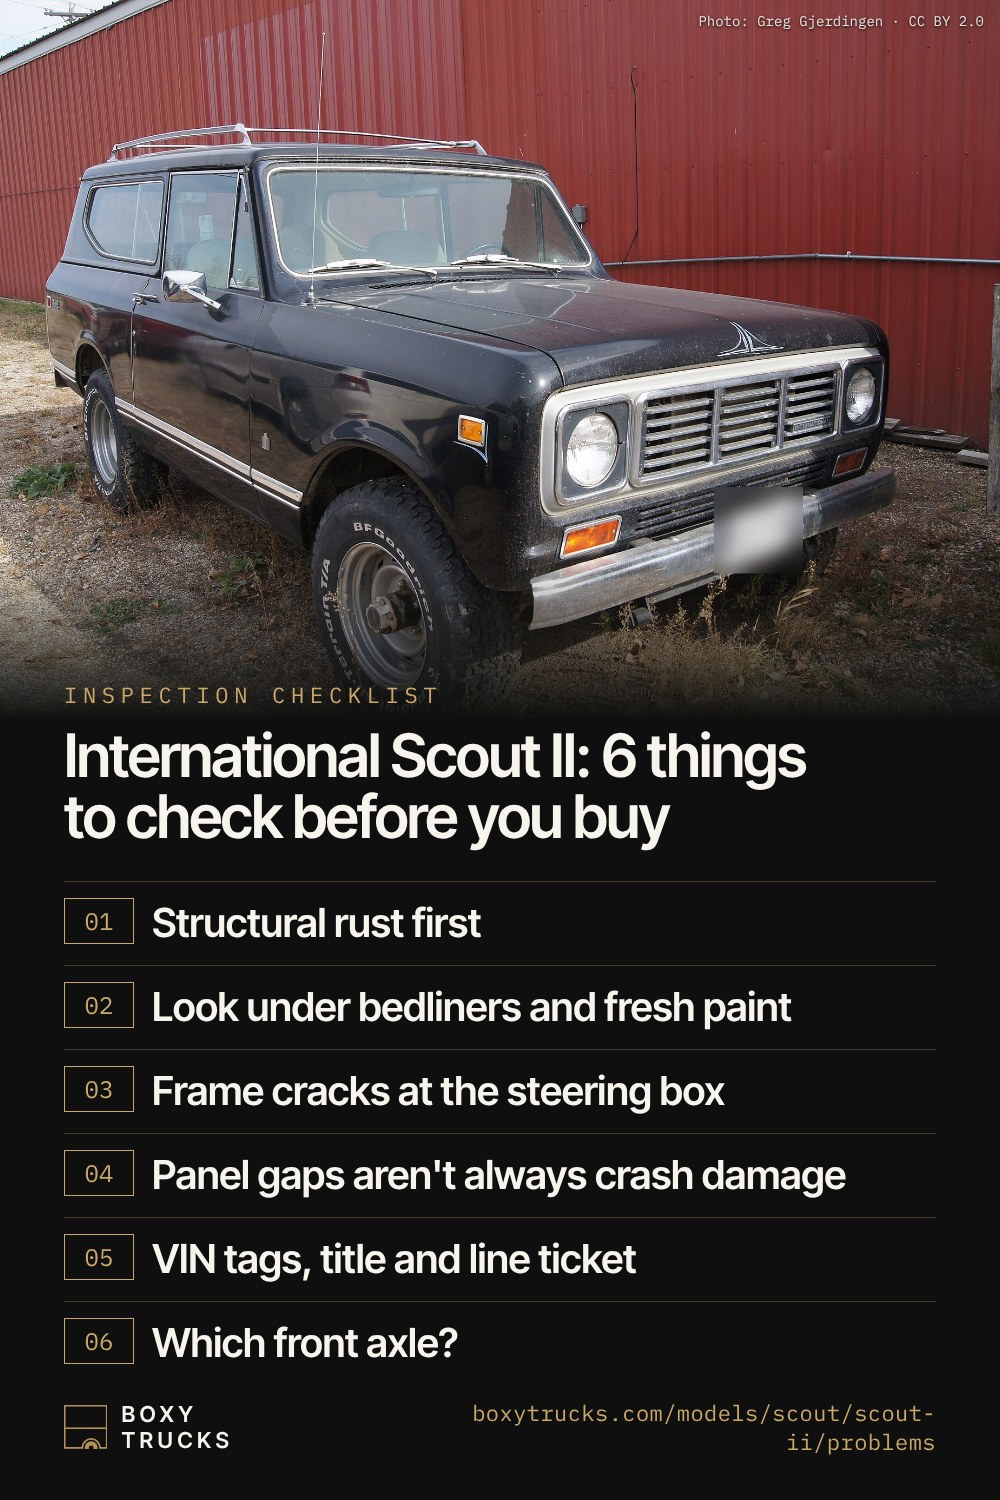 Photo: Greg Gjerdingen · CC BY 2.0
BFGoodrich
Terrain T/A
INSPECTION CHECKLIST
International Scout II: 6 things
to check before you buy
01 Structural rust first
02 Look under bedliners and fresh paint
03 Frame cracks at the steering box
04 Panel gaps aren't always crash damage
05 VIN tags, title and line ticket
06 Which front axle?
BOXY
TRUCKS
boxytrucks.com/models/scout/scout-
ii/problems